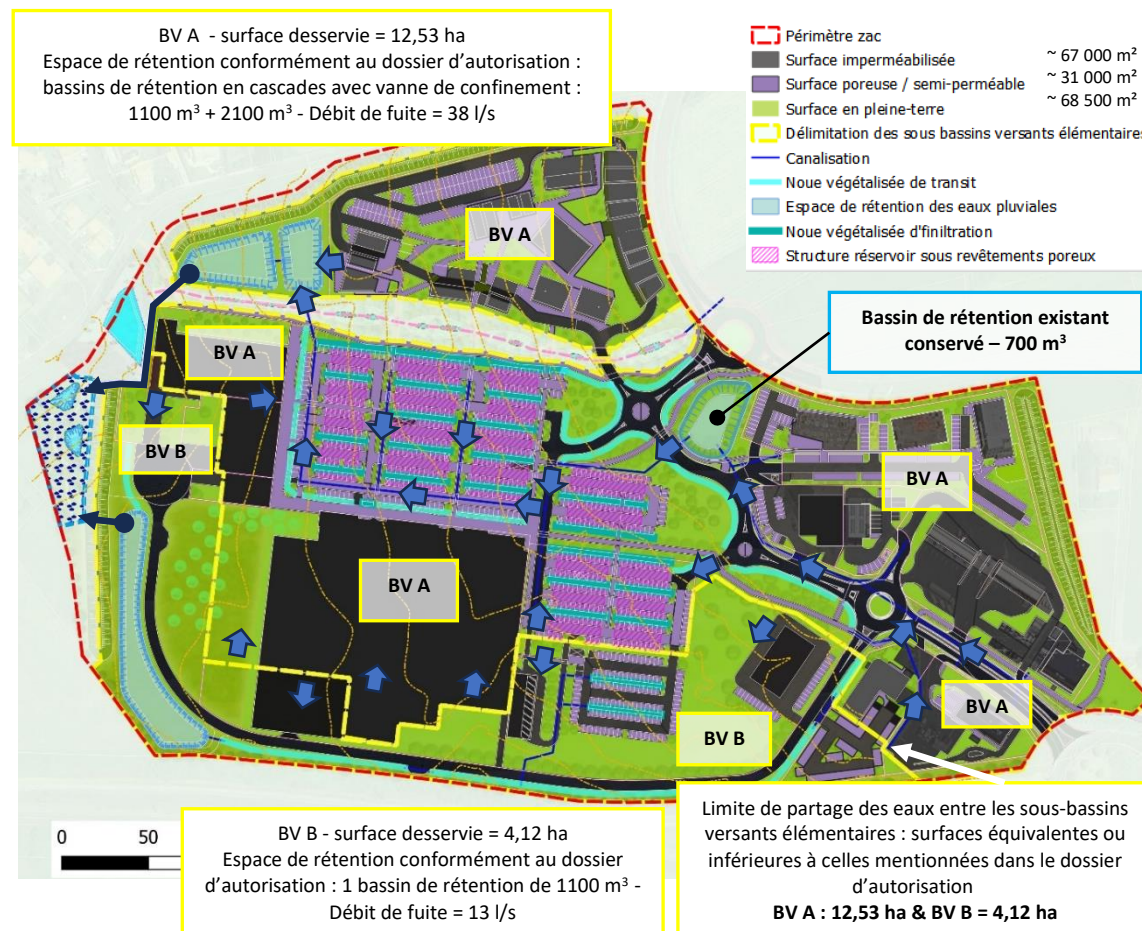 BV A - surface desservie = 12,53 ha
Espace de rétention conformément au dossier d'autorisation :
bassins de rétention en cascades avec vanne de confinement :
1100 m³ + 2100 m³ - Débit de fuite = 38 l/s
Périmètre zac
Surface imperméabilisée ~ 67 000 m²
Surface poreuse / semi-perméable ~ 31 000 m²
Surface en pleine-terre ~ 68 500 m²
Délimitation des sous bassins versants élémentaires
Canalisation
Noue végétalisée de transit
Espace de rétention des eaux pluviales
Noue végétalisée d'finiltration
Structure réservoir sous revêtements poreux
BV A
Bassin de rétention existant
conservé – 700 m³
BV A
BV B
BV A
BV A
BV A
BV B
0 50
BV B - surface desservie = 4,12 ha
Espace de rétention conformément au dossier
d'autorisation : 1 bassin de rétention de 1100 m³ -
Débit de fuite = 13 l/s
Limite de partage des eaux entre les sous-bassins
versants élémentaires : surfaces équivalentes ou
inférieures à celles mentionnées dans le dossier
d'autorisation
BV A : 12,53 ha & BV B = 4,12 ha